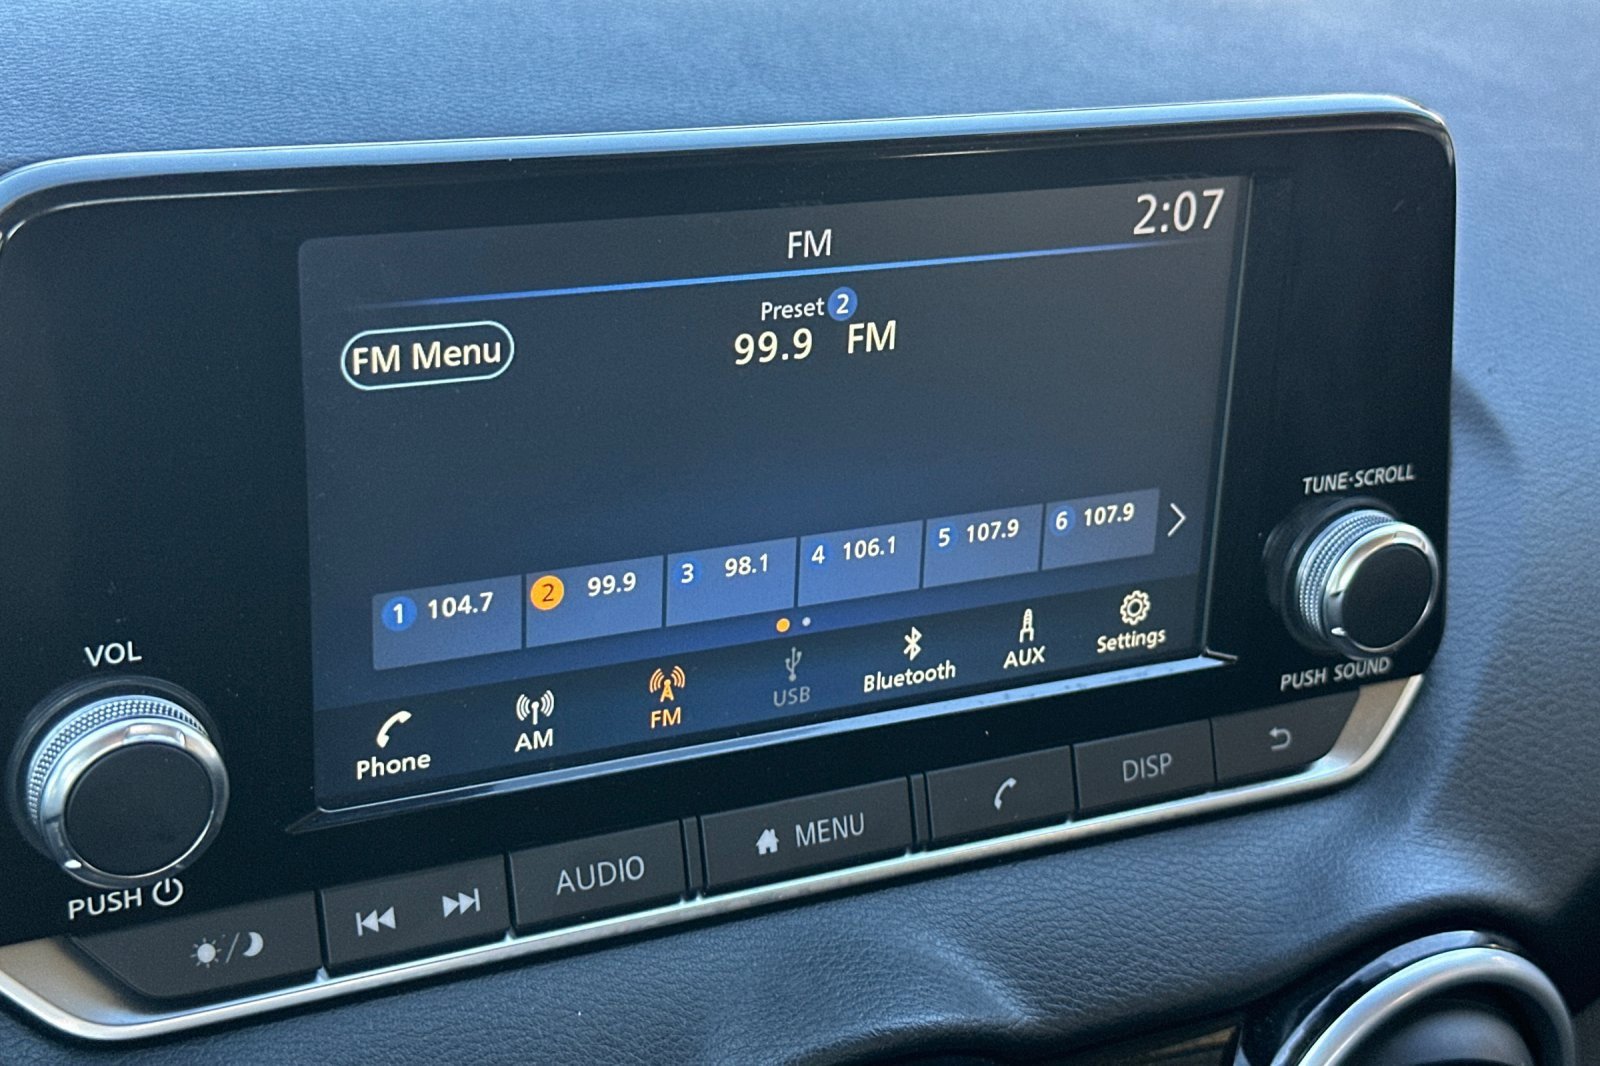 FM
2:07
FM Menu
Preset 2
99.9 FM
1 104.7
2 99.9
3 98.1
4 106.1
5 107.9
6 107.9
Phone
AM
FM
USB
Bluetooth
AUX
Settings
VOL
PUSH
TUNE·SCROLL
PUSH SOUND
AUDIO
MENU
DISP